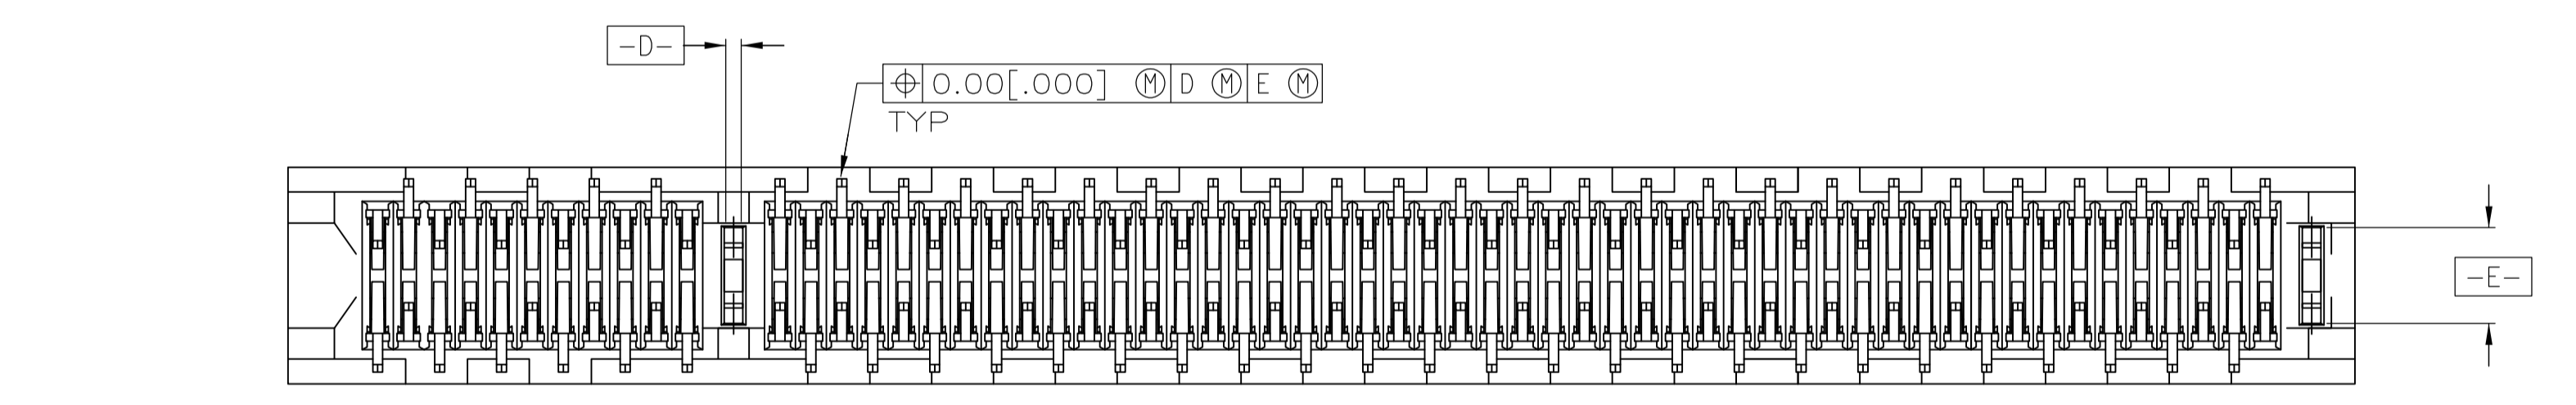 -D-
⌖ 0.00[.000] Ⓜ D Ⓜ E Ⓜ
TYP
-E-